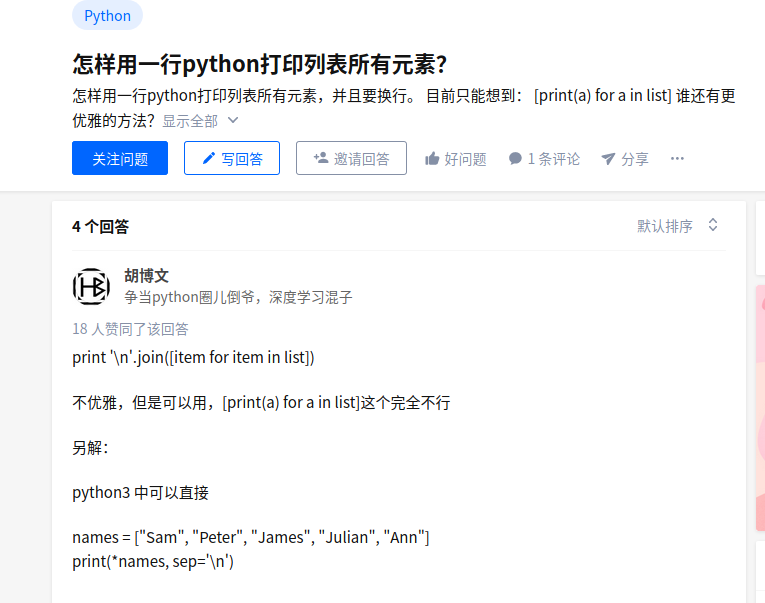 Python
怎样用一行python打印列表所有元素?
怎样用一行python打印列表所有元素，并且要换行。 目前只能想到： [print(a) for a in list] 谁还有更
优雅的方法? 显示全部
关注问题 写回答 邀请回答 好问题 1 条评论 分享 ···
4 个回答 默认排序
HB
胡博文
争当python圈儿倒爷，深度学习混子
18 人赞同了该回答
print '\n'.join([item for item in list])
不优雅，但是可以用，[print(a) for a in list]这个完全不行
另解：
python3 中可以直接
names = ["Sam", "Peter", "James", "Julian", "Ann"]
print(*names, sep='\n')